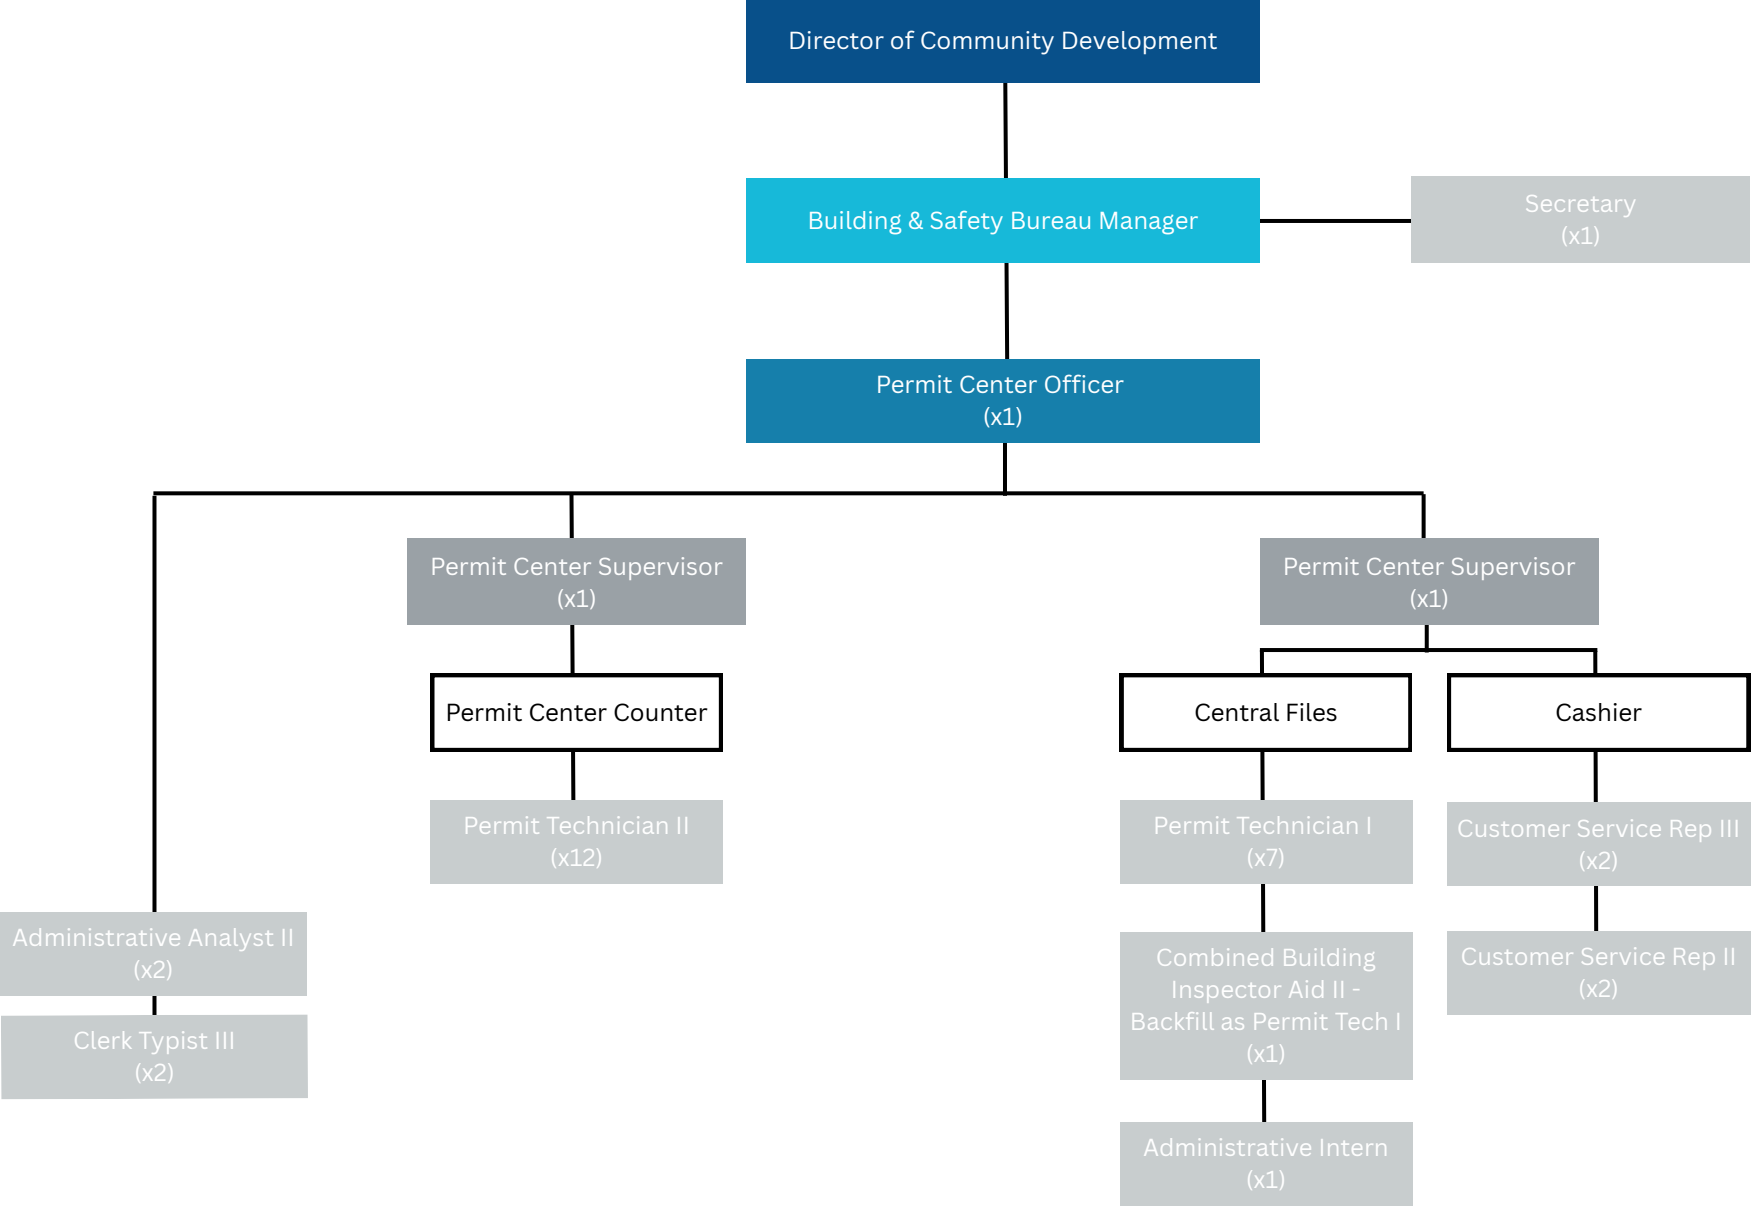 Director of Community Development
Building & Safety Bureau Manager
Secretary
(x1)
Permit Center Officer
(x1)
Permit Center Supervisor
(x1)
Permit Center Supervisor
(x1)
Permit Center Counter
Central Files
Cashier
Permit Technician II
(x12)
Permit Technician I
(x7)
Customer Service Rep III
(x2)
Administrative Analyst II
(x2)
Combined Building
Inspector Aid II -
Backfill as Permit Tech I
(x1)
Customer Service Rep II
(x2)
Clerk Typist III
(x2)
Administrative Intern
(x1)